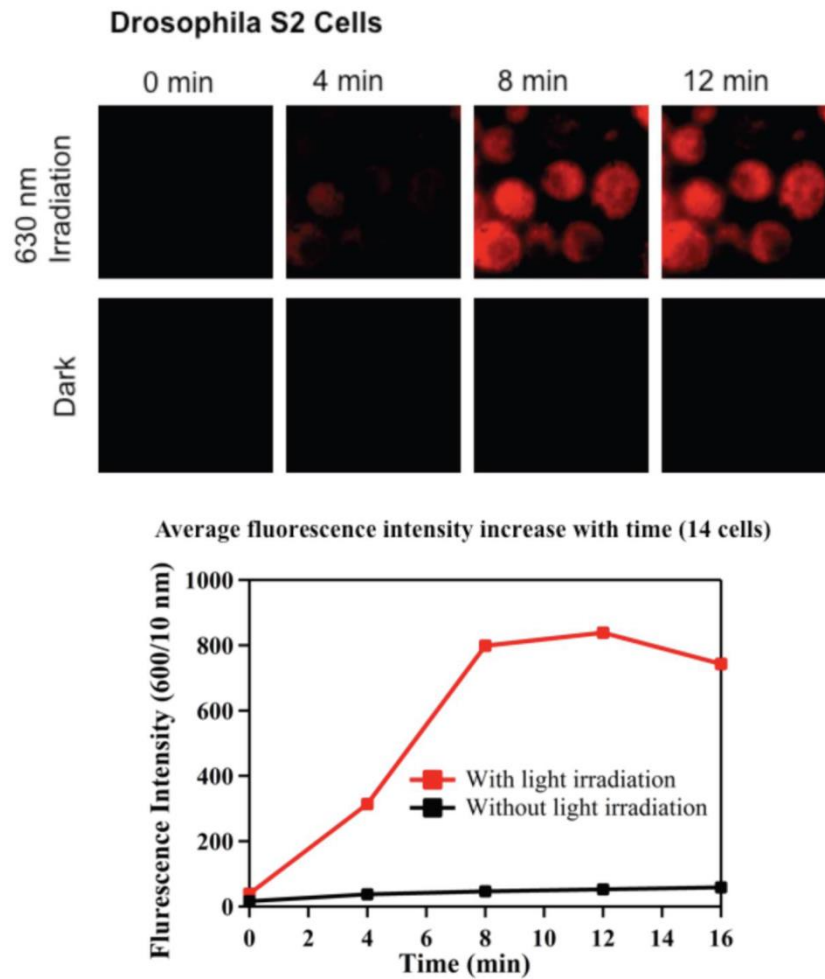 Drosophila S2 Cells
0 min 4 min 8 min 12 min
630 nm
Irradiation
Dark
Average fluorescence intensity increase with time (14 cells)
Flurescence Intensity (600/10 nm)
1000
800
600
400
200
0
With light irradiation
Without light irradiation
0 2 4 6 8 10 12 14 16
Time (min)